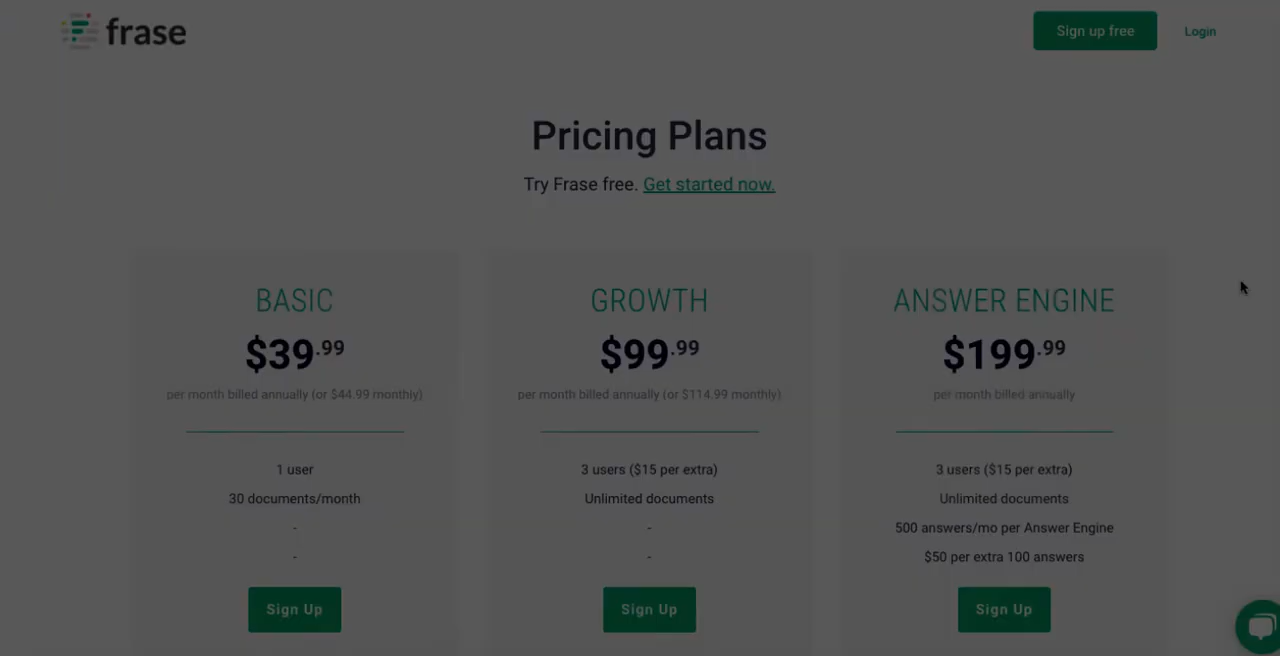 frase
Sign up free
Login
Pricing Plans
Try Frase free. Get started now.
BASIC
$39.99
per month billed annually (or $44.99 monthly)
1 user
30 documents/month
-
-
Sign Up
GROWTH
$99.99
per month billed annually (or $114.99 monthly)
3 users ($15 per extra)
Unlimited documents
-
-
Sign Up
ANSWER ENGINE
$199.99
per month billed annually
3 users ($15 per extra)
Unlimited documents
500 answers/mo per Answer Engine
$50 per extra 100 answers
Sign Up